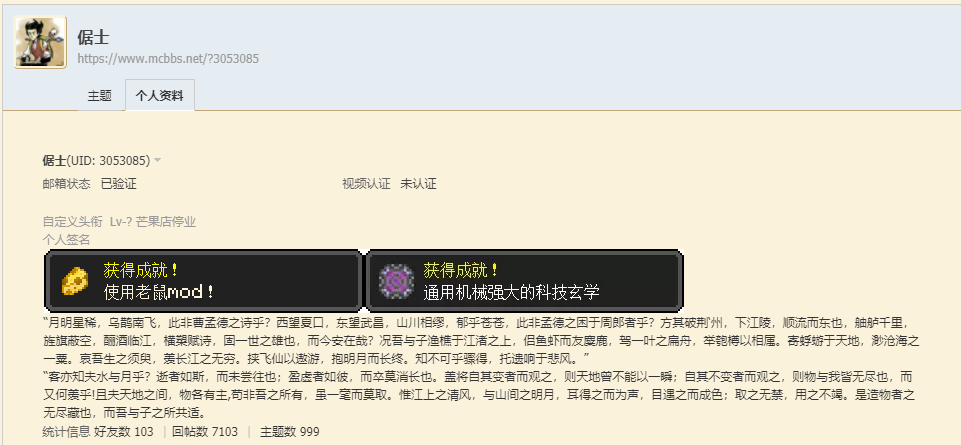 倨士
https://www.mcbbs.net/?3053085
主题 个人资料
倨士(UID: 3053085)
邮箱状态 已验证 视频认证 未认证
自定义头衔 Lv-? 芒果店停业
个人签名
获得成就！ 获得成就！
使用老鼠mod！ 通用机械强大的科技玄学
“月明星稀，乌鹊南飞，此非曹孟德之诗乎？西望夏口，东望武昌，山川相缪，郁乎苍苍，此非孟德之困于周郎者乎？方其破荆州，下江陵，顺流而东也，舳舻千里，
旌旗蔽空，酾酒临江，横槊赋诗，固一世之雄也，而今安在哉？况吾与子渔樵于江渚之上，侣鱼虾而友麋鹿，驾一叶之扁舟，举匏樽以相属。寄蜉蝣于天地，渺沧海之
一粟。哀吾生之须臾，羡长江之无穷。挟飞仙以遨游，抱明月而长终。知不可乎骤得，托遗响于悲风。”
“客亦知夫水与月乎？逝者如斯，而未尝往也；盈虚者如彼，而卒莫消长也。盖将自其变者而观之，则天地曾不能以一瞬；自其不变者而观之，则物与我皆无尽也，而
又何羡乎!且夫天地之间，物各有主,苟非吾之所有，虽一毫而莫取。惟江上之清风，与山间之明月，耳得之而为声，目遇之而成色；取之无禁，用之不竭。是造物者之
无尽藏也，而吾与子之所共适。
统计信息 好友数 103 | 回帖数 7103 | 主题数 999